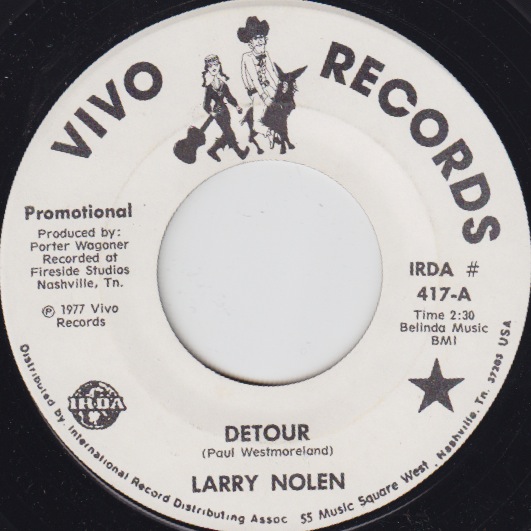 VIVO RECORDS
Promotional
Produced by:
Porter Wagoner
Recorded at
Fireside Studios
Nashville, Tn.
℗ 1977 Vivo
Records
IRDA #
417-A
Time 2:30
Belinda Music
BMI
IRDA
DETOUR
(Paul Westmoreland)
LARRY NOLEN
Distributed by International Record Distributing Assoc 55 Music Square West, Nashville, Tn. 37203 USA